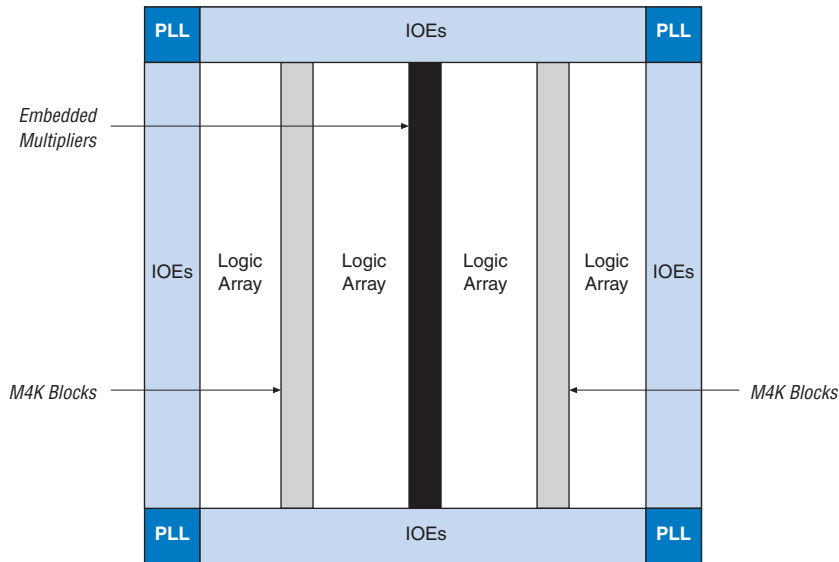 PLL
IOEs
PLL
Embedded
Multipliers
IOEs
Logic
Array
Logic
Array
Logic
Array
Logic
Array
IOEs
M4K Blocks
M4K Blocks
PLL
IOEs
PLL